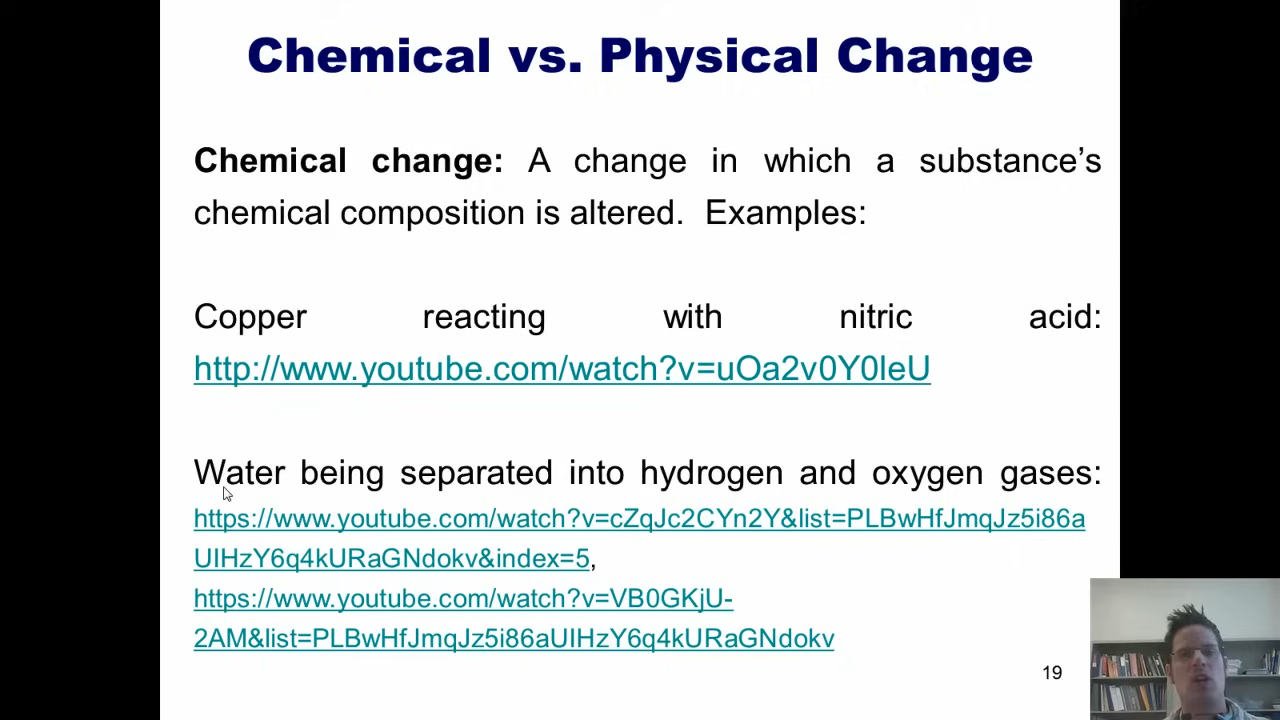 Chemical vs. Physical Change
Chemical change: A change in which a substance’s
chemical composition is altered.  Examples:
Copper reacting with nitric acid:
http://www.youtube.com/watch?v=uOa2v0Y0leU
Water being separated into hydrogen and oxygen gases:
https://www.youtube.com/watch?v=cZqJc2CYn2Y&list=PLBwHfJmqJz5i86a
UIHzY6q4kURaGNdokv&index=5,
https://www.youtube.com/watch?v=VB0GKjU-
2AM&list=PLBwHfJmqJz5i86aUIHzY6q4kURaGNdokv
19